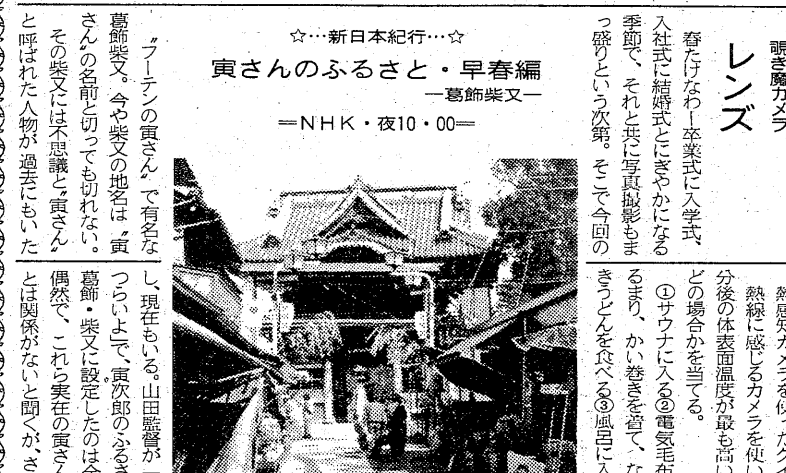 覗き魔カメラ
レンズ
春たけなわ—卒業式に入学式、
入社式に結婚式とにぎやかになる
季節で、それと共に写真撮影もま
っ盛りという次第。そこで今回の
熱感知カメラを使ったクイ
熱線に感じるカメラを使い
分後の体表面温度が最も高い
どの場合かを当てる。
①サウナに入る②電気毛布
るまり、かい巻きを着て、な
きうどんを食べる③風呂に入
☆…新日本紀行…☆
寅さんのふるさと・早春編
—葛飾柴又—
＝NHK・夜10・00＝
〝フーテンの寅さん〟で有名な
葛飾柴又。今や柴又の地名は〝寅
さん〟の名前と切っても切れない。
その柴又には不思議と〝寅さん〟
と呼ばれた人物が過去にもいた
し、現在もいる。山田監督が「
つらいよ」で、寅次郎のふるさ
葛飾・柴又に設定したのは全
偶然で、これら実在の寅さん
とは関係がないと聞くが、さ